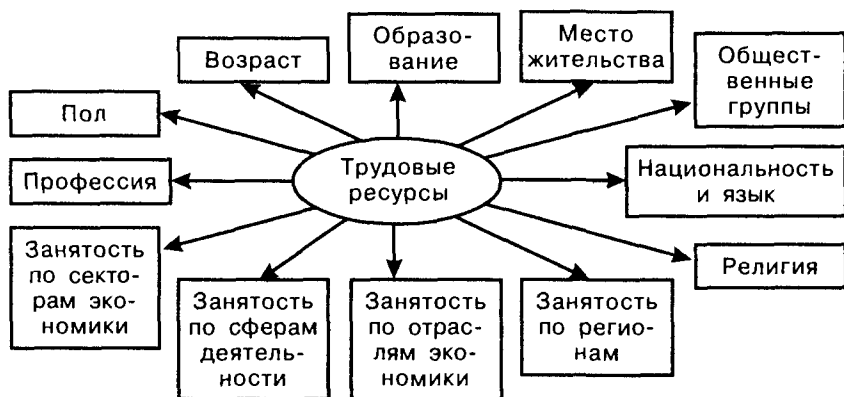 Образо-
вание
Место
жительства
Возраст
Общест-
венные
группы
Пол
Трудовые
ресурсы
Профессия
Национальность
и язык
Занятость
по секто-
рам эко-
номики
Религия
Занятость
по сферам
деятель-
ности
Занятость
по отрас-
лям эко-
номики
Занятость
по регио-
нам